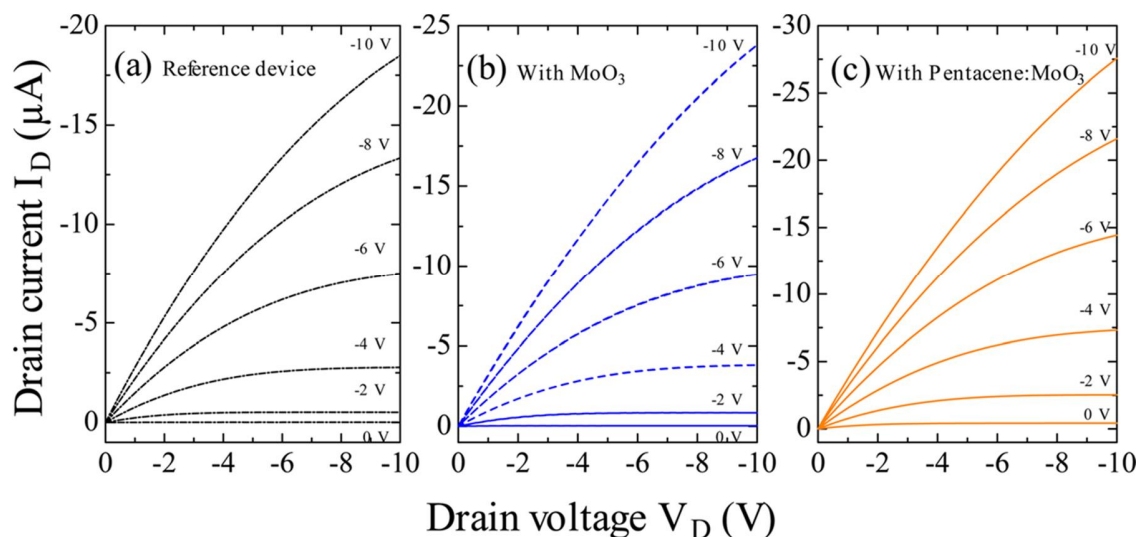 Drain current I_D (μA)
(a) Reference device
-20
-15
-10
-5
0
-10 V
-8 V
-6 V
-4 V
-2 V
0 V
0 -2 -4 -6 -8 -10
(b) With MoO₃
-25
-20
-15
-10
-5
0
-10 V
-8 V
-6 V
-4 V
-2 V
0 V
0 -2 -4 -6 -8 -10
(c) With Pentacene:MoO₃
-30
-25
-20
-15
-10
-5
0
-10 V
-8 V
-6 V
-4 V
-2 V
0 V
0 -2 -4 -6 -8 -10
Drain voltage V_D (V)